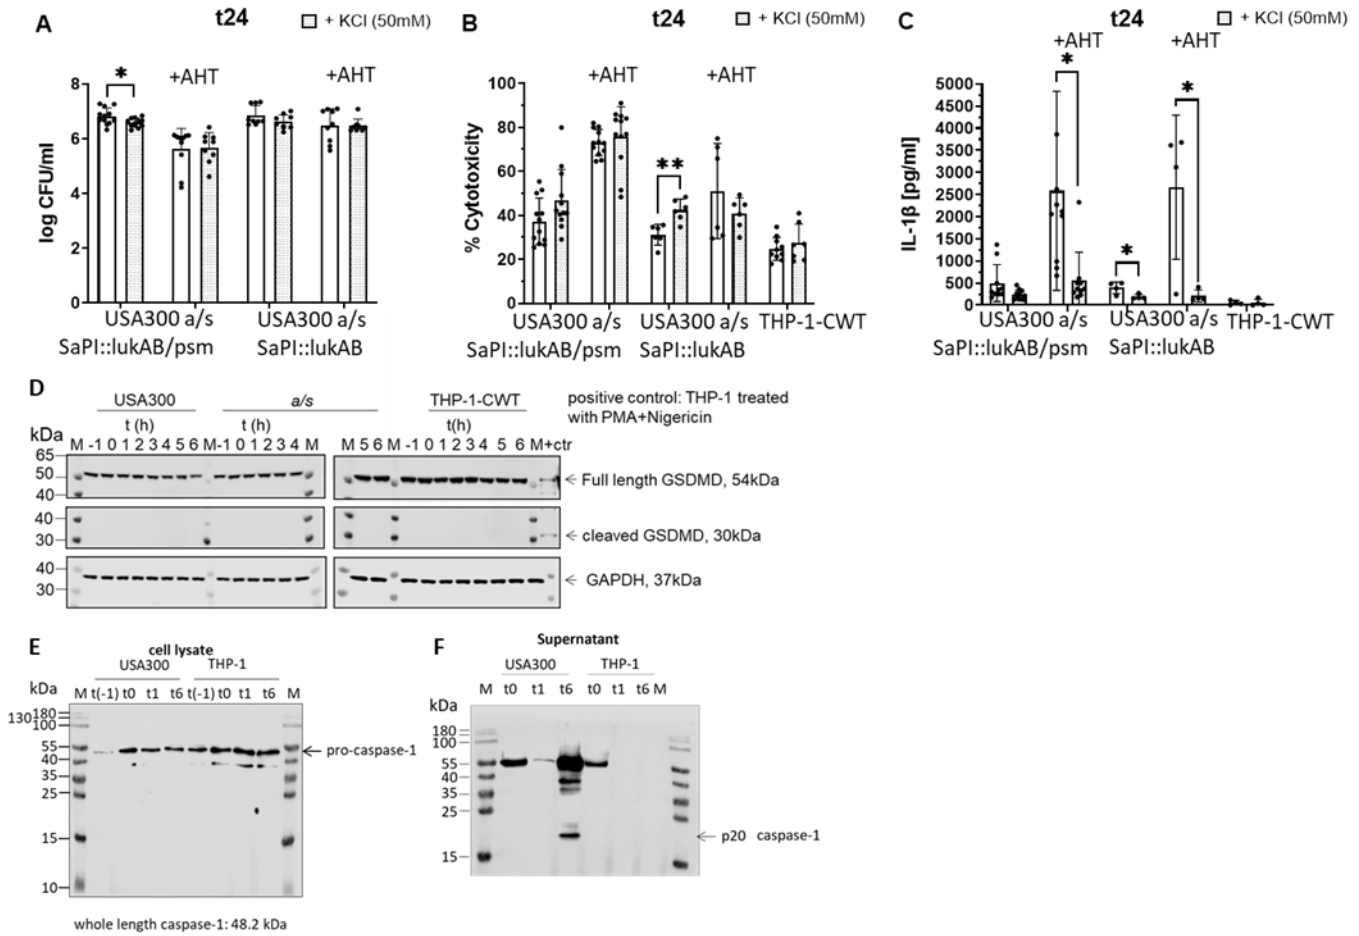 A t24 + KCl (50mM)
+AHT +AHT
log CFU/ml
8
6
4
2
0
USA300 a/s USA300 a/s
SaPI::lukAB/psm SaPI::lukAB
*
B t24 + KCl (50mM)
+AHT +AHT
% Cytotoxicity
100
80
60
40
20
0
**
USA300 a/s USA300 a/s THP-1-CWT
SaPI::lukAB/psm SaPI::lukAB
C t24 + KCl (50mM)
+AHT +AHT
* * *
IL-1β [pg/ml]
5000
4500
4000
3500
3000
2500
2000
1500
1000
500
0
USA300 a/s USA300 a/s THP-1-CWT
SaPI::lukAB/psm SaPI::lukAB
D
USA300 a/s THP-1-CWT
positive control: THP-1 treated
with PMA+Nigericin
t (h) t (h) t(h)
kDa M -1 0 1 2 3 4 5 6 M -1 0 1 2 3 4 M M 5 6 M -1 0 1 2 3 4 5 6 M+ctr
65
50
40
Full length GSDMD, 54kDa
40
30
cleaved GSDMD, 30kDa
40
30
GAPDH, 37kDa
E
cell lysate
USA300 THP-1
kDa M t(-1) t0 t1 t6 t(-1) t0 t1 t6 M
180
130
100
55
40
35
25
15
10
pro-caspase-1
whole length caspase-1: 48.2 kDa
F
Supernatant
USA300 THP-1
M t0 t1 t6 t0 t1 t6 M
kDa
180
100
55
40
35
25
15
p20 caspase-1